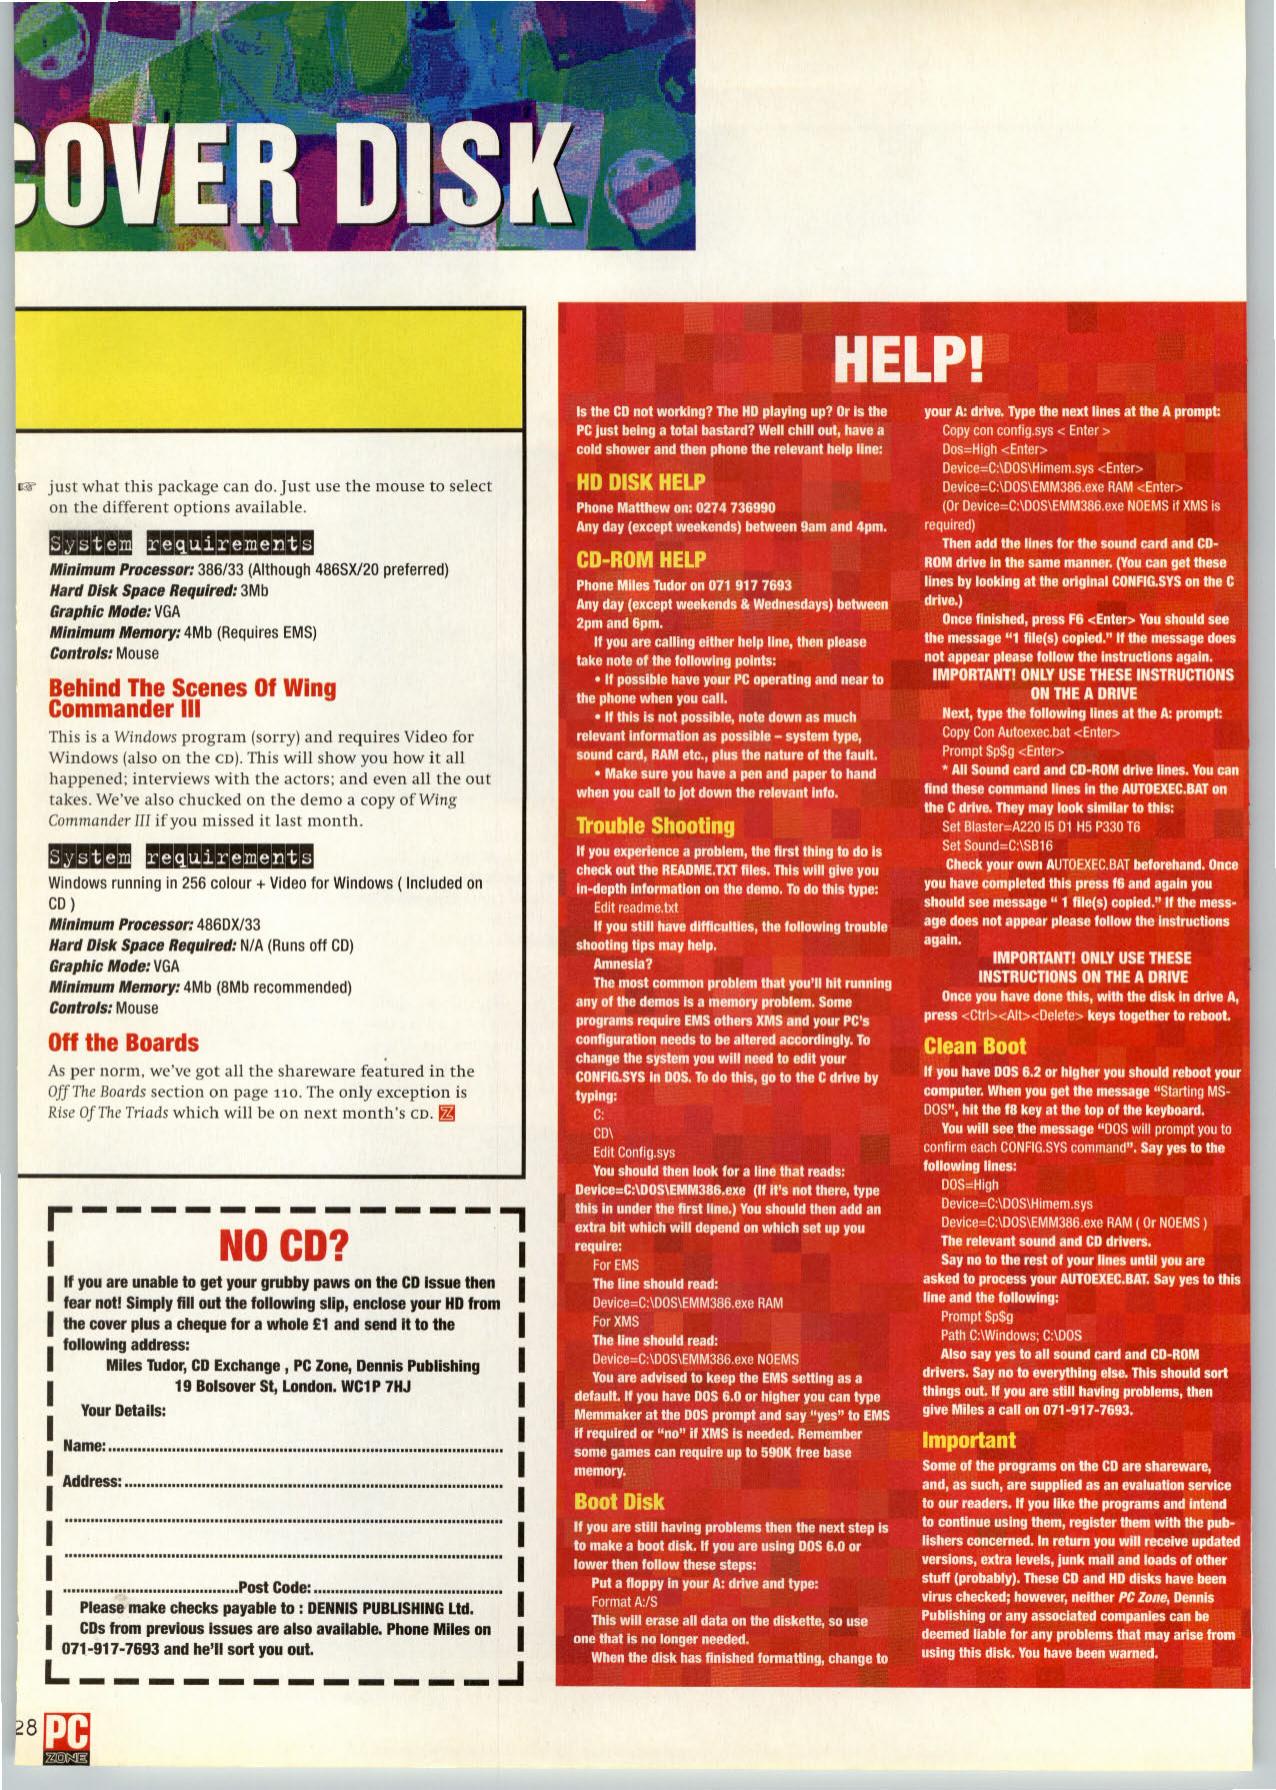 COVER DISK
☞ just what this package can do. Just use the mouse to select
on the different options available.
System requirements
Minimum Processor: 386/33 (Although 486SX/20 preferred)
Hard Disk Space Required: 3Mb
Graphic Mode: VGA
Minimum Memory: 4Mb (Requires EMS)
Controls: Mouse
Behind The Scenes Of Wing
Commander III
This is a Windows program (sorry) and requires Video for
Windows (also on the CD). This will show you how it all
happened; interviews with the actors; and even all the out
takes. We've also chucked on the demo a copy of Wing
Commander III if you missed it last month.
System requirements
Windows running in 256 colour + Video for Windows ( Included on
CD )
Minimum Processor: 486DX/33
Hard Disk Space Required: N/A (Runs off CD)
Graphic Mode: VGA
Minimum Memory: 4Mb (8Mb recommended)
Controls: Mouse
Off the Boards
As per norm, we've got all the shareware featured in the
Off The Boards section on page 110. The only exception is
Rise Of The Triads which will be on next month's CD. Z
NO CD?
If you are unable to get your grubby paws on the CD issue then
fear not! Simply fill out the following slip, enclose your HD from
the cover plus a cheque for a whole £1 and send it to the
following address:
Miles Tudor, CD Exchange , PC Zone, Dennis Publishing
19 Bolsover St, London. WC1P 7HJ
Your Details:
Name:
Address:
Post Code:
Please make checks payable to : DENNIS PUBLISHING Ltd.
CDs from previous issues are also available. Phone Miles on
071-917-7693 and he'll sort you out.
HELP!
Is the CD not working? The HD playing up? Or is the
PC just being a total bastard? Well chill out, have a
cold shower and then phone the relevant help line:
HD DISK HELP
Phone Matthew on: 0274 736990
Any day (except weekends) between 9am and 4pm.
CD-ROM HELP
Phone Miles Tudor on 071 917 7693
Any day (except weekends & Wednesdays) between
2pm and 6pm.
If you are calling either help line, then please
take note of the following points:
• If possible have your PC operating and near to
the phone when you call.
• If this is not possible, note down as much
relevant information as possible – system type,
sound card, RAM etc., plus the nature of the fault.
• Make sure you have a pen and paper to hand
when you call to jot down the relevant info.
Trouble Shooting
If you experience a problem, the first thing to do is
check out the README.TXT files. This will give you
in-depth information on the demo. To do this type:
Edit readme.txt
If you still have difficulties, the following trouble
shooting tips may help.
Amnesia?
The most common problem that you'll hit running
any of the demos is a memory problem. Some
programs require EMS others XMS and your PC's
configuration needs to be altered accordingly. To
change the system you will need to edit your
CONFIG.SYS in DOS. To do this, go to the C drive by
typing:
C:
CD\
Edit Config.sys
You should then look for a line that reads:
Device=C:\DOS\EMM386.exe (If it's not there, type
this in under the first line.) You should then add an
extra bit which will depend on which set up you
require:
For EMS
The line should read:
Device=C:\DOS\EMM386.exe RAM
For XMS
The line should read:
Device=C:\DOS\EMM386.exe NOEMS
You are advised to keep the EMS setting as a
default. If you have DOS 6.0 or higher you can type
Memmaker at the DOS prompt and say "yes" to EMS
if required or "no" if XMS is needed. Remember
some games can require up to 590K free base
memory.
Boot Disk
If you are still having problems then the next step is
to make a boot disk. If you are using DOS 6.0 or
lower then follow these steps:
Put a floppy in your A: drive and type:
Format A:/S
This will erase all data on the diskette, so use
one that is no longer needed.
When the disk has finished formatting, change to
your A: drive. Type the next lines at the A prompt:
Copy con config.sys < Enter >
Dos=High <Enter>
Device=C:\DOS\Himem.sys <Enter>
Device=C:\DOS\EMM386.exe RAM <Enter>
(Or Device=C:\DOS\EMM386.exe NOEMS if XMS is
required)
Then add the lines for the sound card and CD-
ROM drive in the same manner. (You can get these
lines by looking at the original CONFIG.SYS on the C
drive.)
Once finished, press F6 <Enter> You should see
the message "1 file(s) copied." If the message does
not appear please follow the instructions again.
IMPORTANT! ONLY USE THESE INSTRUCTIONS
ON THE A DRIVE
Next, type the following lines at the A: prompt:
Copy Con Autoexec.bat <Enter>
Prompt $p$g <Enter>
* All Sound card and CD-ROM drive lines. You can
find these command lines in the AUTOEXEC.BAT on
the C drive. They may look similar to this:
Set Blaster=A220 I5 D1 H5 P330 T6
Set Sound=C:\SB16
Check your own AUTOEXEC.BAT beforehand. Once
you have completed this press f6 and again you
should see message " 1 file(s) copied." If the mess-
age does not appear please follow the instructions
again.
IMPORTANT! ONLY USE THESE
INSTRUCTIONS ON THE A DRIVE
Once you have done this, with the disk in drive A,
press <Ctrl><Alt><Delete> keys together to reboot.
Clean Boot
If you have DOS 6.2 or higher you should reboot your
computer. When you get the message "Starting MS-
DOS", hit the f8 key at the top of the keyboard.
You will see the message "DOS will prompt you to
confirm each CONFIG.SYS command". Say yes to the
following lines:
DOS=High
Device=C:\DOS\Himem.sys
Device=C:\DOS\EMM386.exe RAM ( Or NOEMS )
The relevant sound and CD drivers.
Say no to the rest of your lines until you are
asked to process your AUTOEXEC.BAT. Say yes to this
line and the following:
Prompt $p$g
Path C:\Windows; C:\DOS
Also say yes to all sound card and CD-ROM
drivers. Say no to everything else. This should sort
things out. If you are still having problems, then
give Miles a call on 071-917-7693.
Important
Some of the programs on the CD are shareware,
and, as such, are supplied as an evaluation service
to our readers. If you like the programs and intend
to continue using them, register them with the pub-
lishers concerned. In return you will receive updated
versions, extra levels, junk mail and loads of other
stuff (probably). These CD and HD disks have been
virus checked; however, neither PC Zone, Dennis
Publishing or any associated companies can be
deemed liable for any problems that may arise from
using this disk. You have been warned.
28 PC
ZONE